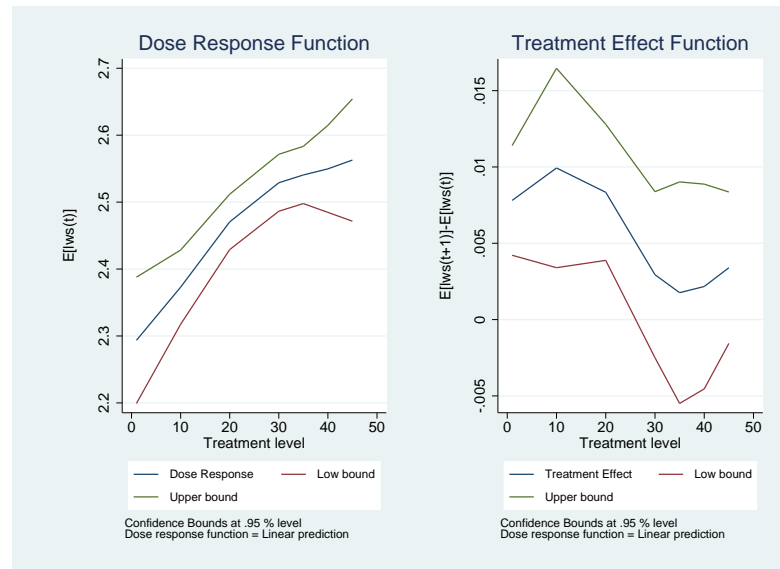 Dose Response Function
2.7
2.6
2.5
2.4
2.3
2.2
E[lws(t)]
0 10 20 30 40 50
Treatment level
Dose Response Low bound
Upper bound
Confidence Bounds at .95 % level
Dose response function = Linear prediction
Treatment Effect Function
.015
.01
.005
0
-.005
E[lws(t+1)]-E[lws(t)]
0 10 20 30 40 50
Treatment level
Treatment Effect Low bound
Upper bound
Confidence Bounds at .95 % level
Dose response function = Linear prediction